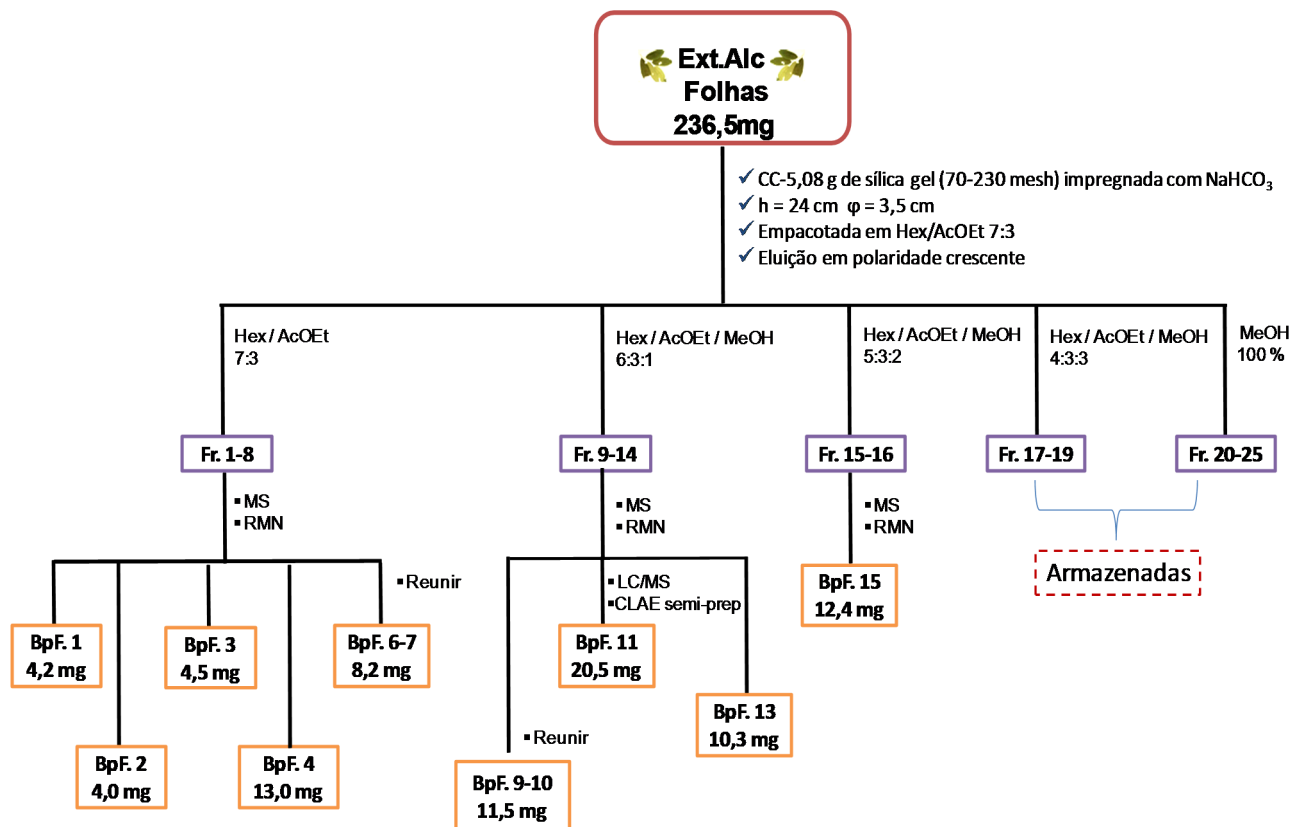 Ext.Alc
Folhas
236,5mg
✓ CC-5,08 g de sílica gel (70-230 mesh) impregnada com NaHCO₃
✓ h = 24 cm φ = 3,5 cm
✓ Empacotada em Hex/AcOEt 7:3
✓ Eluição em polaridade crescente
Hex / AcOEt
7:3
Hex / AcOEt / MeOH
6:3:1
Hex / AcOEt / MeOH
5:3:2
Hex / AcOEt / MeOH
4:3:3
MeOH
100 %
Fr. 1-8
Fr. 9-14
Fr. 15-16
Fr. 17-19
Fr. 20-25
▪ MS
▪ RMN
▪ MS
▪ RMN
▪ MS
▪ RMN
▪ Reunir
▪ LC/MS
▪ CLAE semi-prep
BpF. 15
12,4 mg
Armazenadas
BpF. 1
4,2 mg
BpF. 3
4,5 mg
BpF. 6-7
8,2 mg
BpF. 11
20,5 mg
BpF. 13
10,3 mg
▪ Reunir
BpF. 2
4,0 mg
BpF. 4
13,0 mg
BpF. 9-10
11,5 mg